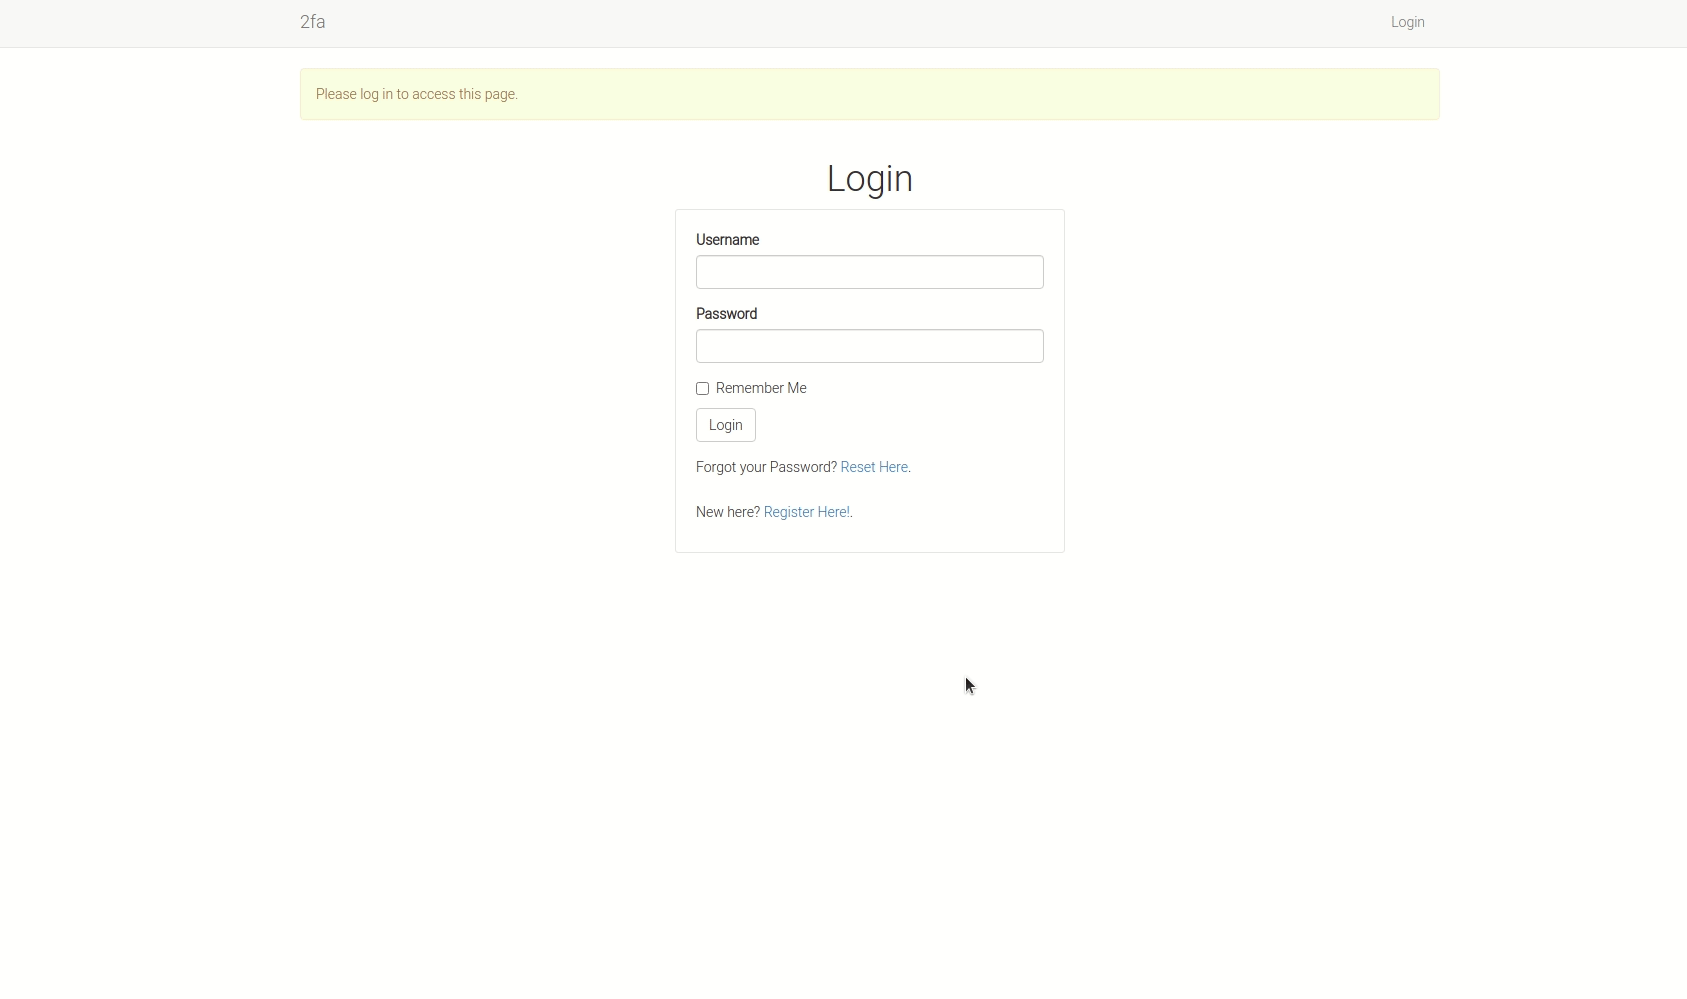 2fa
Login
Please log in to access this page.
Login
Username
Password
Remember Me
Login
Forgot your Password? Reset Here.
New here? Register Here!.